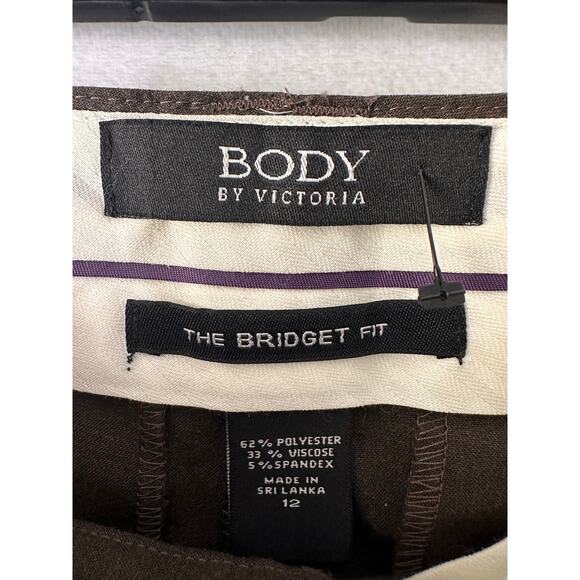 BODY
BY VICTORIA
THE BRIDGET FIT
62% POLYESTER
33 % VISCOSE
5% SPANDEX
MADE IN
SRI LANKA
12